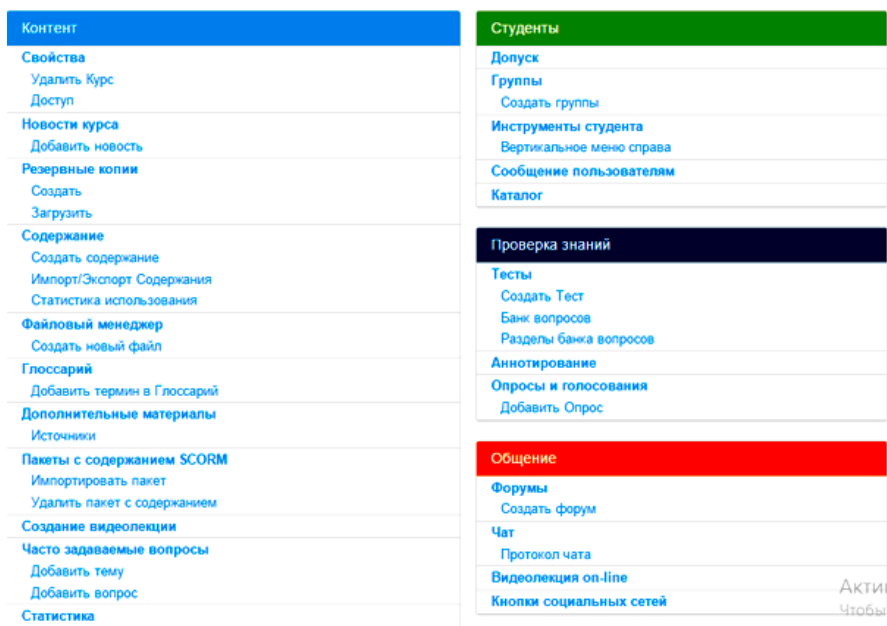 Контент
Свойства
Удалить Курс
Доступ
Новости курса
Добавить новость
Резервные копии
Создать
Загрузить
Содержание
Создать содержание
Импорт/Экспорт Содержания
Статистика использования
Файловый менеджер
Создать новый файл
Глоссарий
Добавить термин в Глоссарий
Дополнительные материалы
Источники
Пакеты с содержанием SCORM
Импортировать пакет
Удалить пакет с содержанием
Создание видеолекции
Часто задаваемые вопросы
Добавить тему
Добавить вопрос
Статистика
Студенты
Допуск
Группы
Создать группы
Инструменты студента
Вертикальное меню справа
Сообщение пользователям
Каталог
Проверка знаний
Тесты
Создать Тест
Банк вопросов
Разделы банка вопросов
Аннотирование
Опросы и голосования
Добавить Опрос
Общение
Форумы
Создать форум
Чат
Протокол чата
Видеолекция on-line
Кнопки социальных сетей
Чтобы